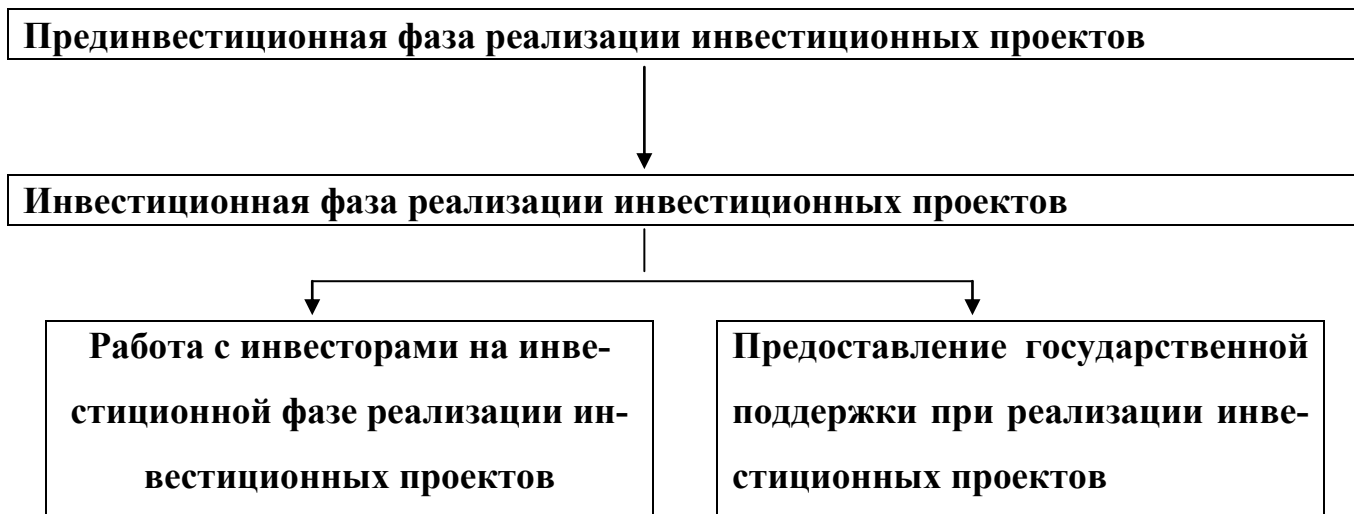 Прединвестиционная фаза реализации инвестиционных проектов
Инвестиционная фаза реализации инвестиционных проектов
Работа с инвесторами на инве-
стиционной фазе реализации ин-
вестиционных проектов
Предоставление государственной
поддержки при реализации инве-
стиционных проектов